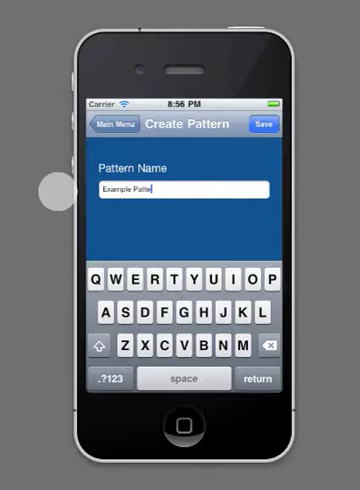 Carrier 8:56 PM
Main Menu Create Pattern Save
Pattern Name
Example Patte
Q W E R T Y U I O P
A S D F G H J K L
Z X C V B N M
.?123 space return